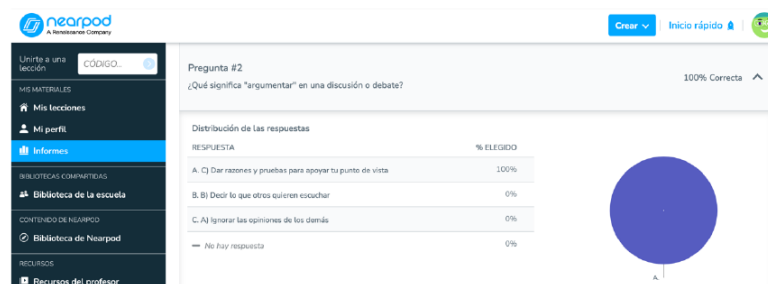 nearpod
A Renaissance Company
Crear
Inicio rápido
Unirte a una
lección
CÓDIGO...
MIS MATERIALES
Mis lecciones
Mi perfil
Informes
BIBLIOTECAS COMPARTIDAS
Biblioteca de la escuela
CONTENIDO DE NEARPOD
Biblioteca de Nearpod
RECURSOS
Recursos del profesor
Pregunta #2
¿Qué significa "argumentar" en una discusión o debate?
100% Correcta
Distribución de las respuestas
RESPUESTA % ELEGIDO
A. C) Dar razones y pruebas para apoyar tu punto de vista 100%
B. B) Decir lo que otros quieren escuchar 0%
C. A) Ignorar las opiniones de los demás 0%
— No hay respuesta 0%
A.